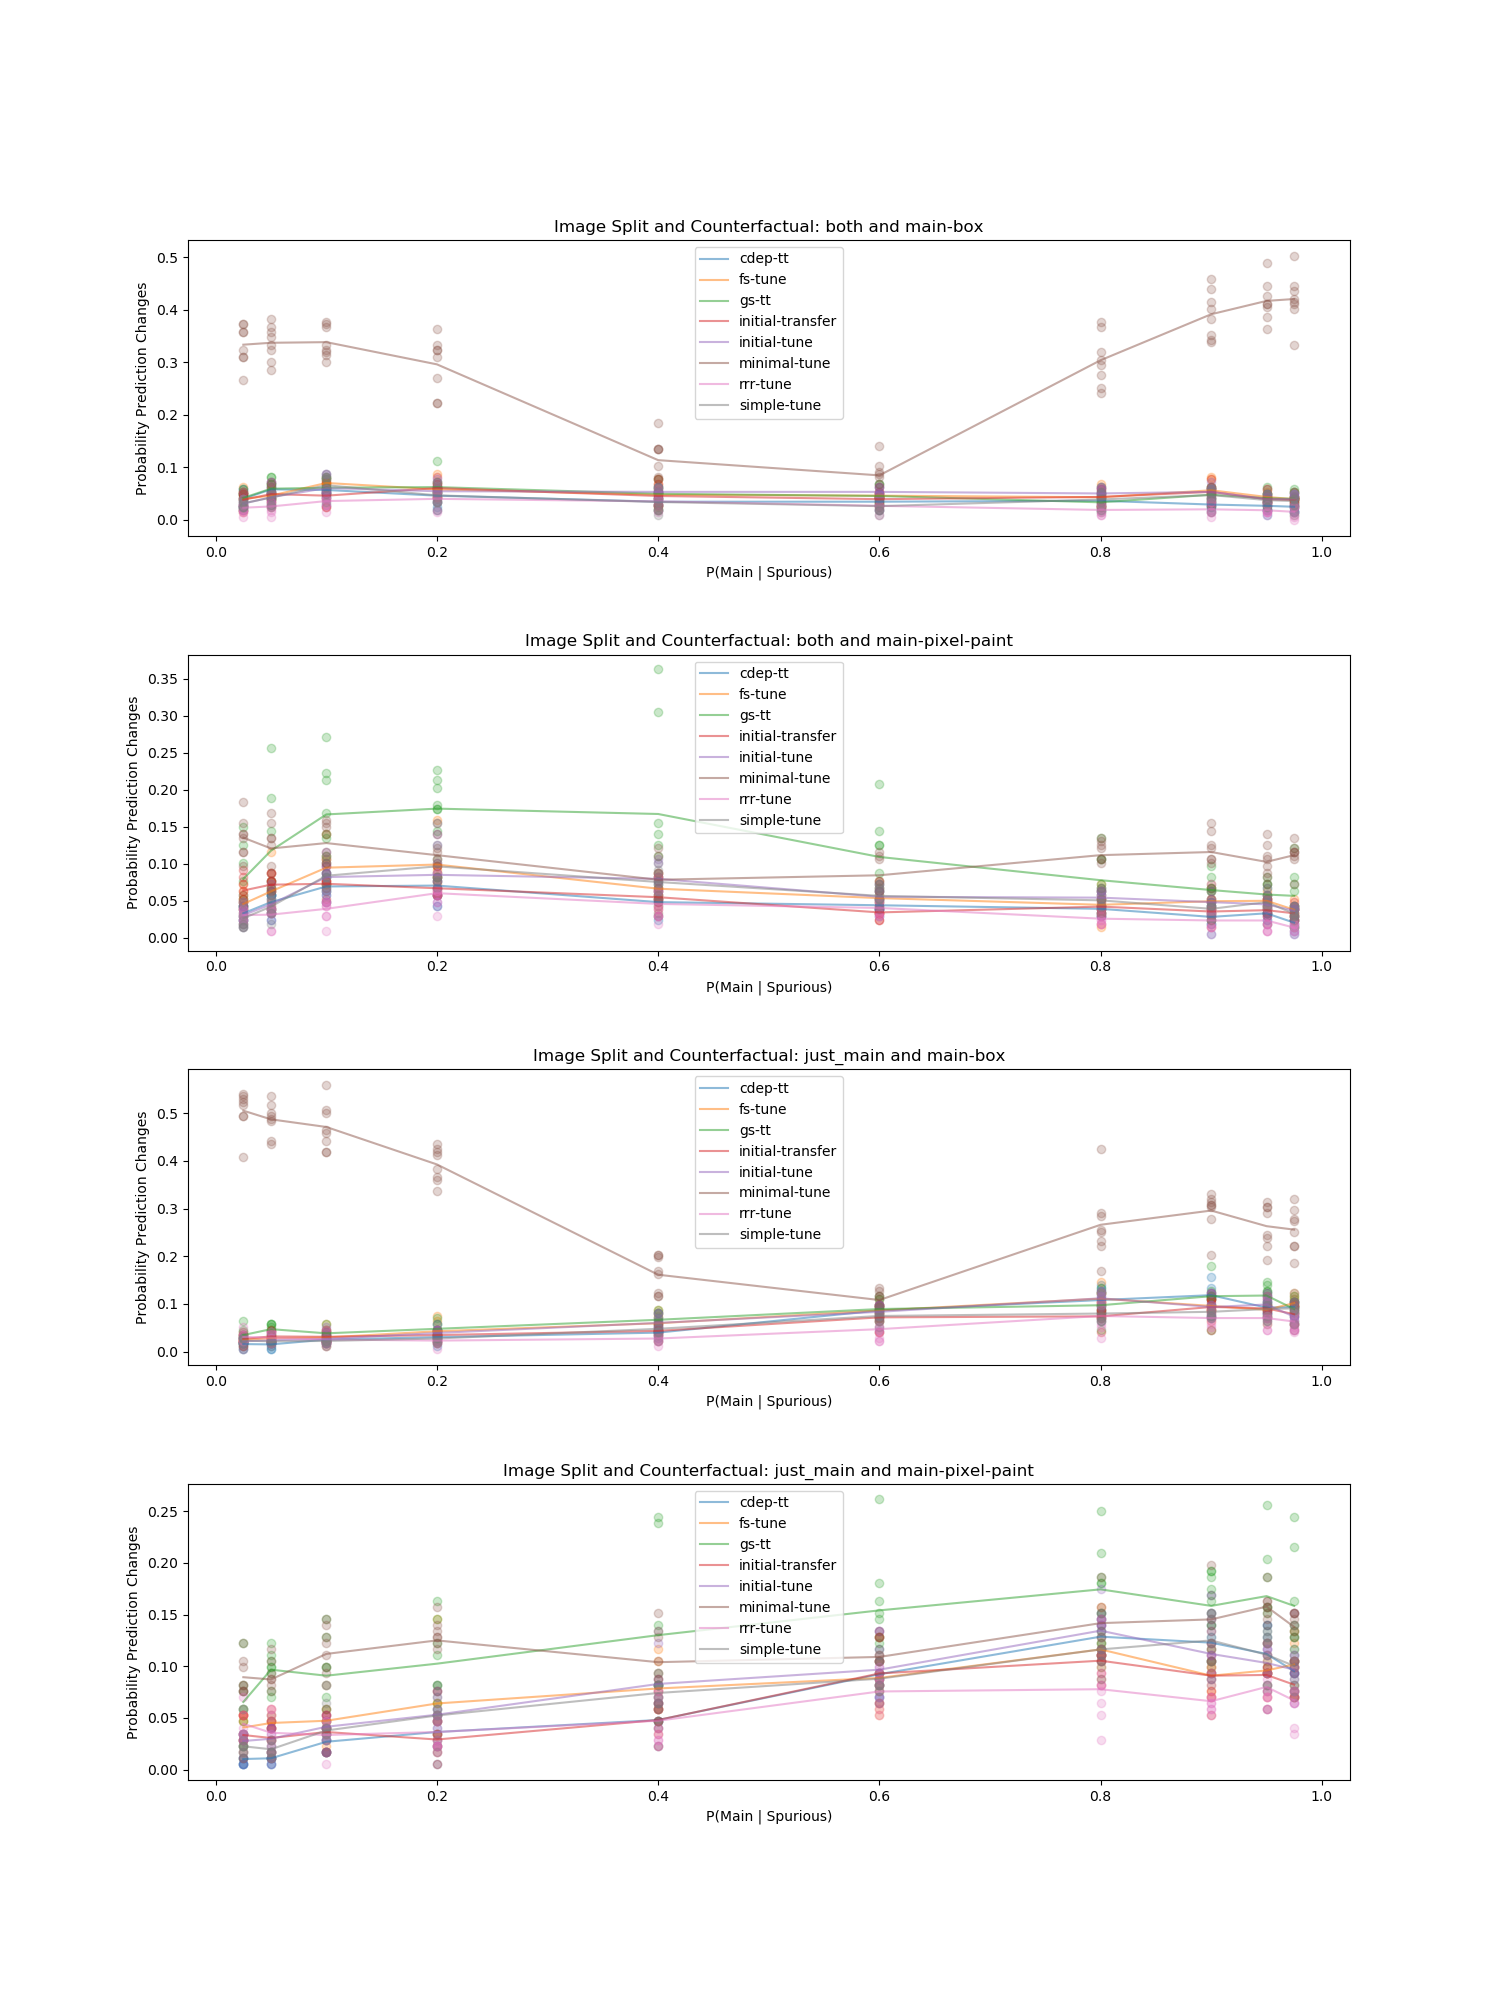 Image Split and Counterfactual: both and main-box
Probability Prediction Changes
0.5
0.4
0.3
0.2
0.1
0.0
cdep-tt
fs-tune
gs-tt
initial-transfer
initial-tune
minimal-tune
rrr-tune
simple-tune
0.0 0.2 0.4 0.6 0.8 1.0
P(Main | Spurious)
Image Split and Counterfactual: both and main-pixel-paint
Probability Prediction Changes
0.35
0.30
0.25
0.20
0.15
0.10
0.05
0.00
cdep-tt
fs-tune
gs-tt
initial-transfer
initial-tune
minimal-tune
rrr-tune
simple-tune
0.0 0.2 0.4 0.6 0.8 1.0
P(Main | Spurious)
Image Split and Counterfactual: just_main and main-box
Probability Prediction Changes
0.5
0.4
0.3
0.2
0.1
0.0
cdep-tt
fs-tune
gs-tt
initial-transfer
initial-tune
minimal-tune
rrr-tune
simple-tune
0.0 0.2 0.4 0.6 0.8 1.0
P(Main | Spurious)
Image Split and Counterfactual: just_main and main-pixel-paint
Probability Prediction Changes
0.25
0.20
0.15
0.10
0.05
0.00
cdep-tt
fs-tune
gs-tt
initial-transfer
initial-tune
minimal-tune
rrr-tune
simple-tune
0.0 0.2 0.4 0.6 0.8 1.0
P(Main | Spurious)